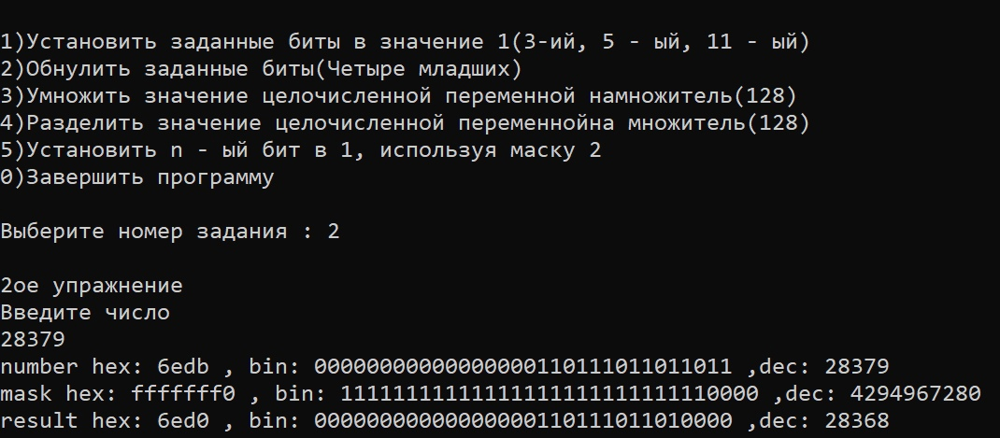 1)Установить заданные биты в значение 1(3-ий, 5 - ый, 11 - ый)
2)Обнулить заданные биты(Четыре младших)
3)Умножить значение целочисленной переменной намножитель(128)
4)Разделить значение целочисленной переменнойна множитель(128)
5)Установить n - ый бит в 1, используя маску 2
0)Завершить программу
Выберите номер задания : 2
2ое упражнение
Введите число
28379
number hex: 6edb , bin: 00000000000000000110111011011011 ,dec: 28379
mask hex: fffffff0 , bin: 11111111111111111111111111110000 ,dec: 4294967280
result hex: 6ed0 , bin: 00000000000000000110111011010000 ,dec: 28368